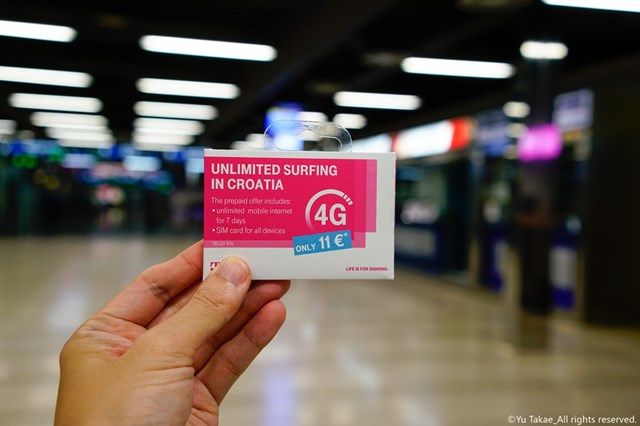 UNLIMITED SURFING
IN CROATIA
The prepaid offer includes:
• unlimited mobile internet
for 7 days
• SIM card for all devices
4G
ONLY 11 €*
LIFE IS FOR SHARING.
©Yu Takae_All rights reserved.